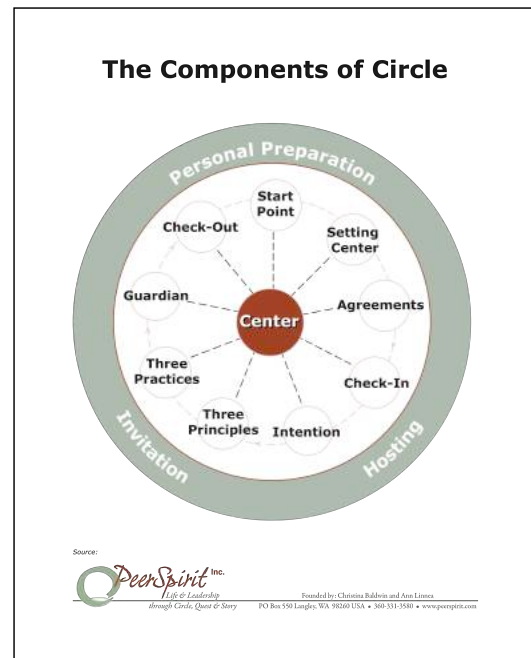 The Components of Circle
Personal Preparation
Start
Point
Check-Out
Setting
Center
Guardian
Agreements
Center
Three
Practices
Check-In
Three
Principles
Intention
Invitation
Hosting
Source:
PeerSpirit Inc.
Life & Leadership
through Circle, Quest & Story
Founded by: Christina Baldwin and Ann Linnea
PO Box 550 Langley, WA 98260 USA • 360-331-3580 • www.peerspirit.com